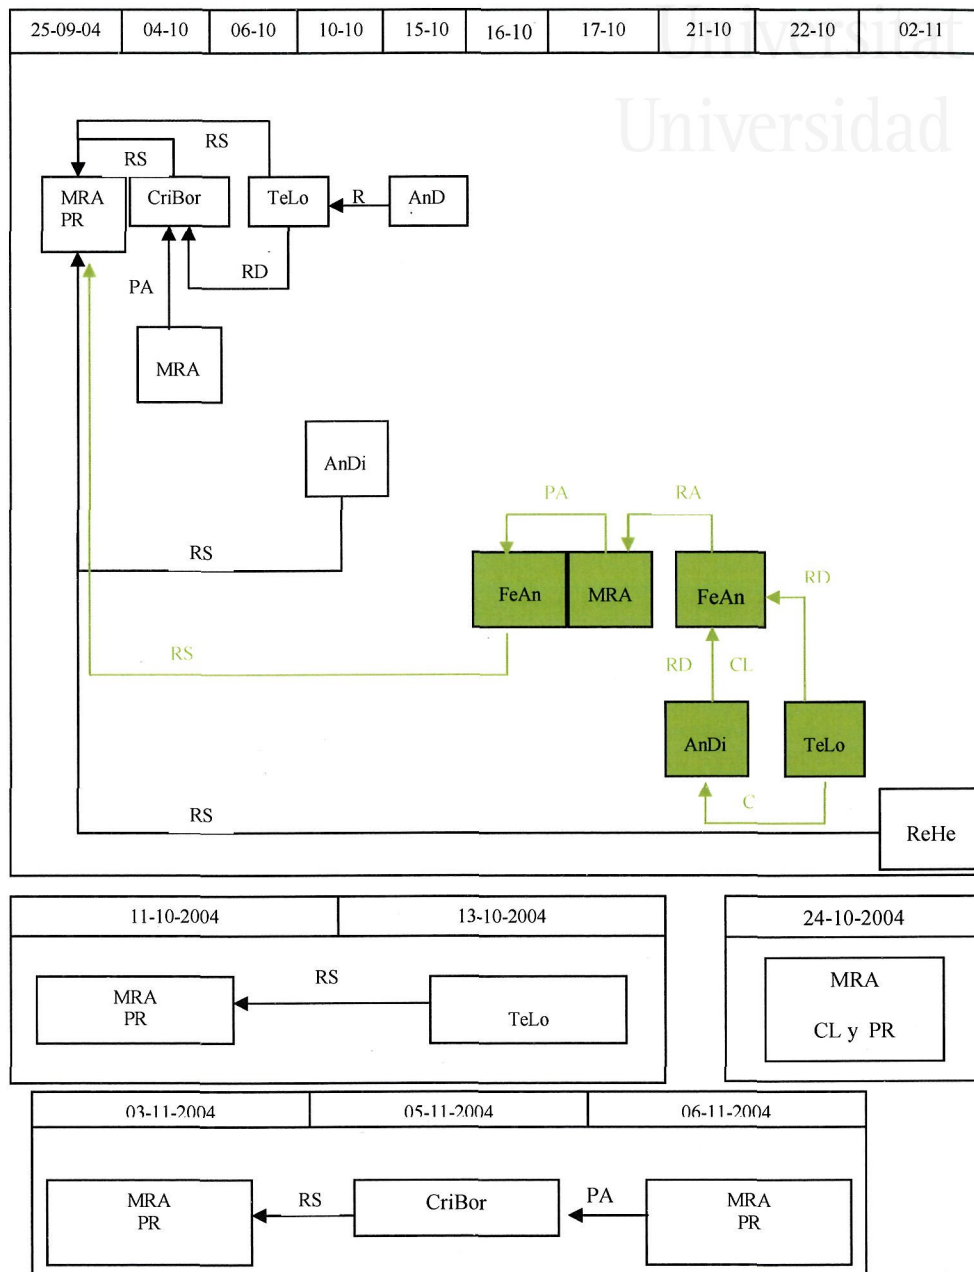 Universitat
Universidad
25-09-04 04-10 06-10 10-10 15-10 16-10 17-10 21-10 22-10 02-11
RS
RS
MRA
PR
CriBor
TeLo
R
AnD
RD
PA
MRA
AnDi
PA
RA
RS
FeAn
MRA
FeAn
RD
RS
RD
CL
AnDi
TeLo
C
RS
ReHe
11-10-2004 13-10-2004
RS
MRA
PR
TeLo
24-10-2004
MRA
CL y PR
03-11-2004 05-11-2004 06-11-2004
MRA
PR
RS
CriBor
PA
MRA
PR